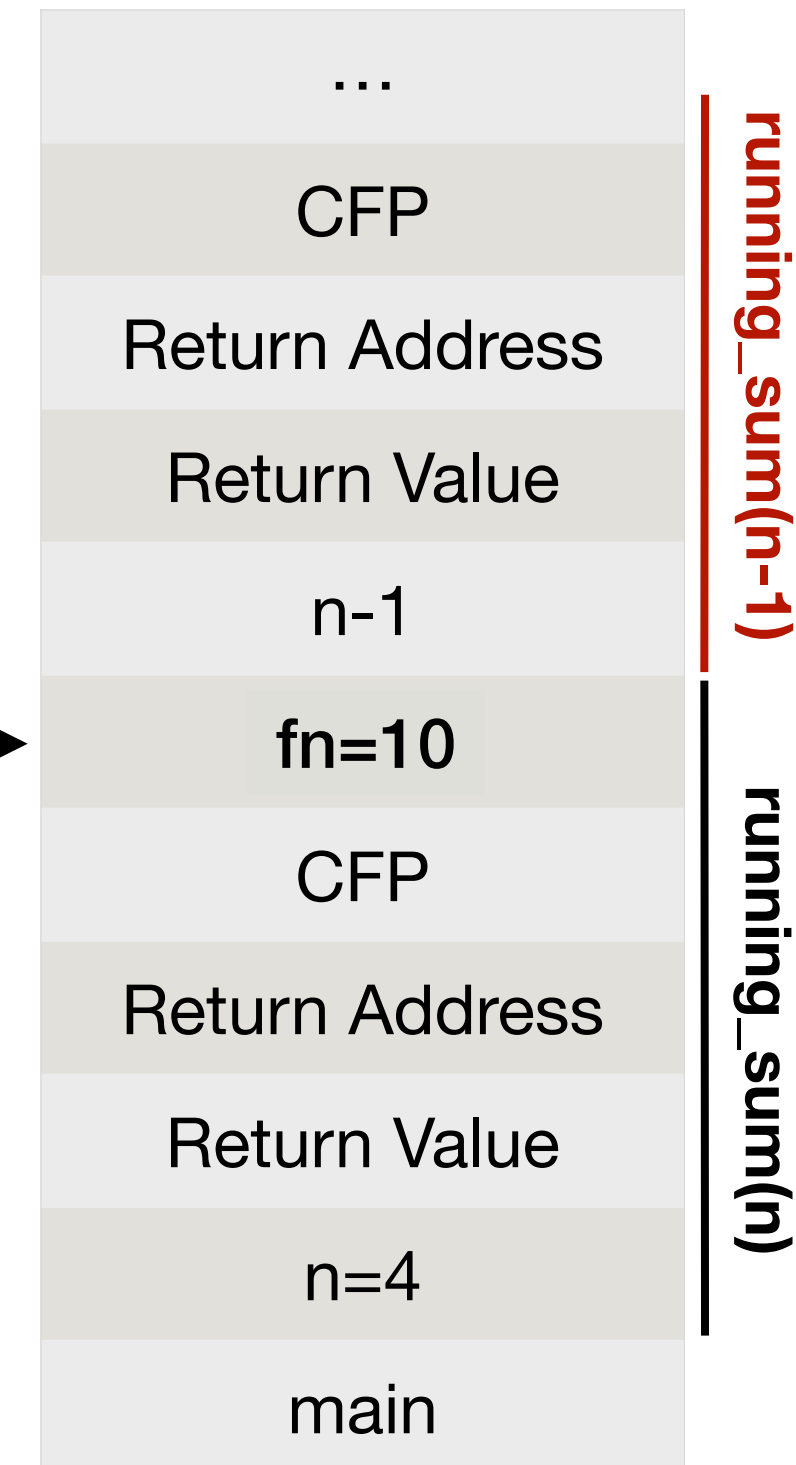 ...
CFP
Return Address
Return Value
n-1
fn=10
CFP
Return Address
Return Value
n=4
main
running_sum(n-1)
running_sum(n)